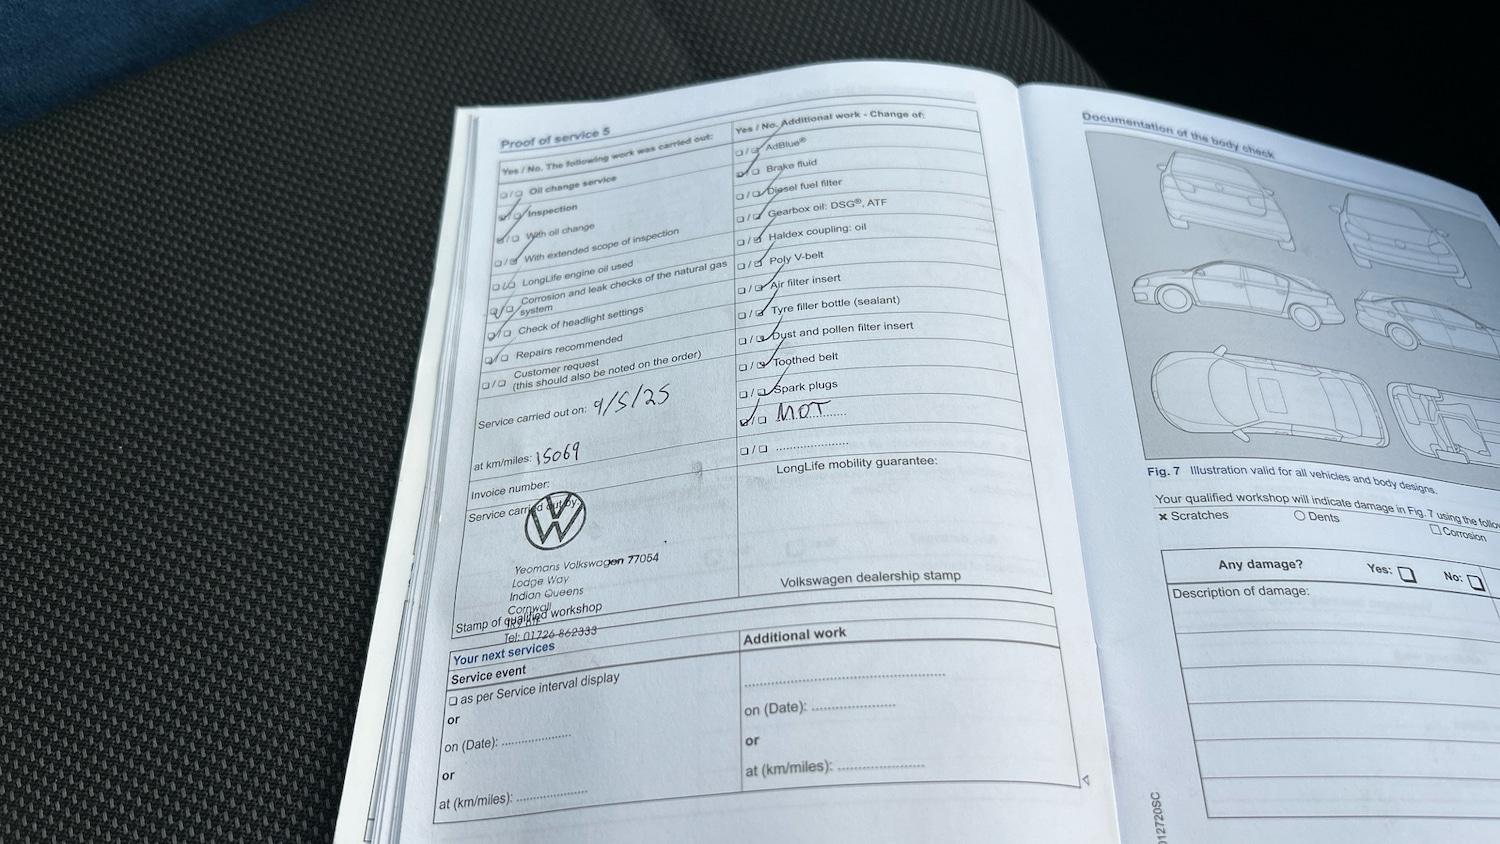 Proof of service 5
Yes / No. The following work was carried out:
Oil change service
Inspection
With oil change
With extended scope of inspection
LongLife engine oil used
Corrosion and leak checks of the natural gas
system
Check of headlight settings
Repairs recommended
Customer request
(this should also be noted on the order)
Service carried out on: 9/5/25
at km/miles: 15069
Invoice number:
Service carried out by:
Yeomans Volkswagen 77054
Lodge Way
Indian Queens
Cornwall
Tel: 01726 862333
Stamp of qualified workshop
Yes / No. Additional work - Change of:
AdBlue®
Brake fluid
Diesel fuel filter
Gearbox oil: DSG®, ATF
Haldex coupling: oil
Poly V-belt
Air filter insert
Tyre filler bottle (sealant)
Dust and pollen filter insert
Toothed belt
Spark plugs
MOT
LongLife mobility guarantee:
Volkswagen dealership stamp
Your next services
Service event
as per Service interval display
or
on (Date):
or
at (km/miles):
Additional work
on (Date):
or
at (km/miles):
Documentation of the body check
Fig. 7 Illustration valid for all vehicles and body designs.
Your qualified workshop will indicate damage in Fig. 7 using the
× Scratches
Dents
Corrosion
Any damage? Yes: No:
Description of damage:
012720SC